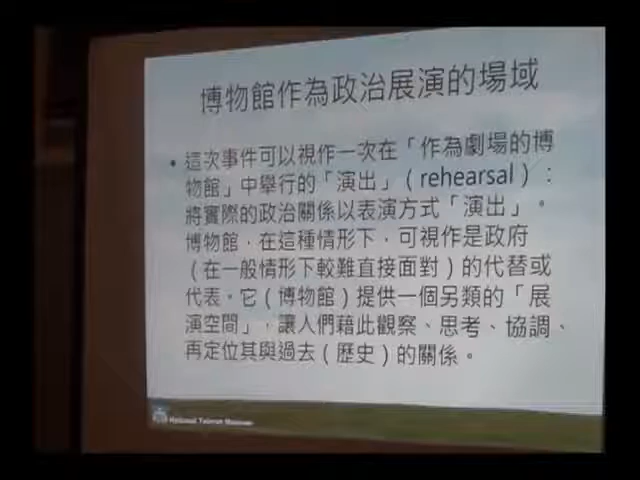 博物館作為政治展演的場域
• 這次事件可以視作一次在「作為劇場的博
物館」中舉行的「演出」（rehearsal）：
將實際的政治關係以表演方式「演出」。
博物館，在這種情形下，可視作是政府
（在一般情形下較難直接面對）的代替或
代表。它（博物館）提供一個另類的「展
演空間」，讓人們藉此觀察、思考、協調、
再定位其與過去（歷史）的關係。
National Taiwan Museum